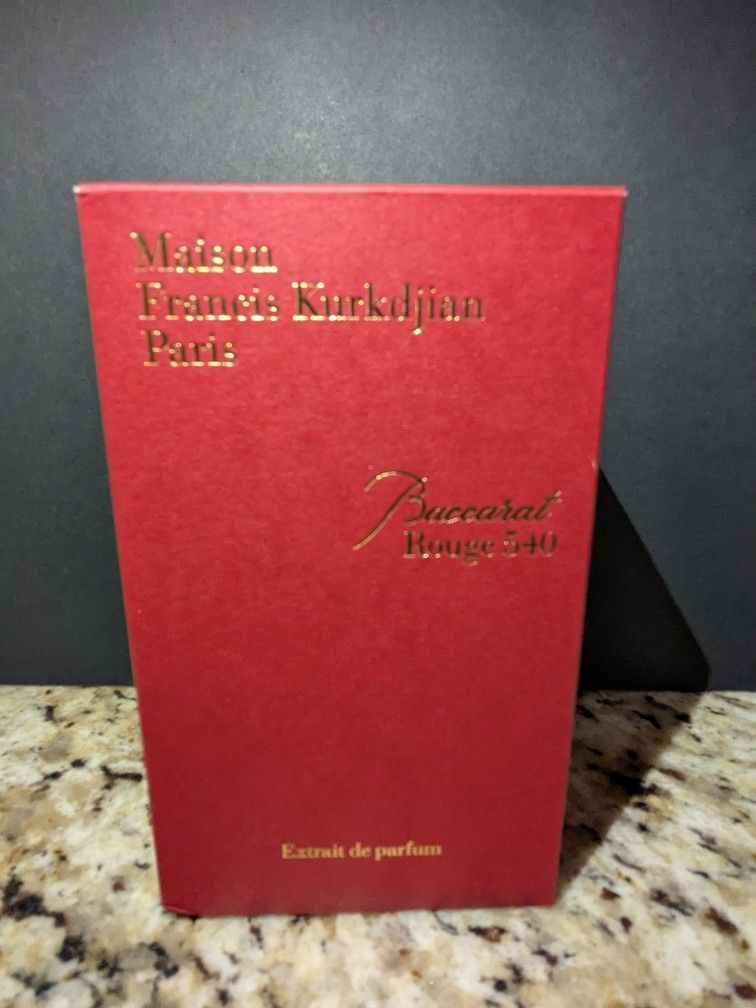 Maison
Francis Kurkdjian
Paris
Baccarat
Rouge 540
Extrait de parfum